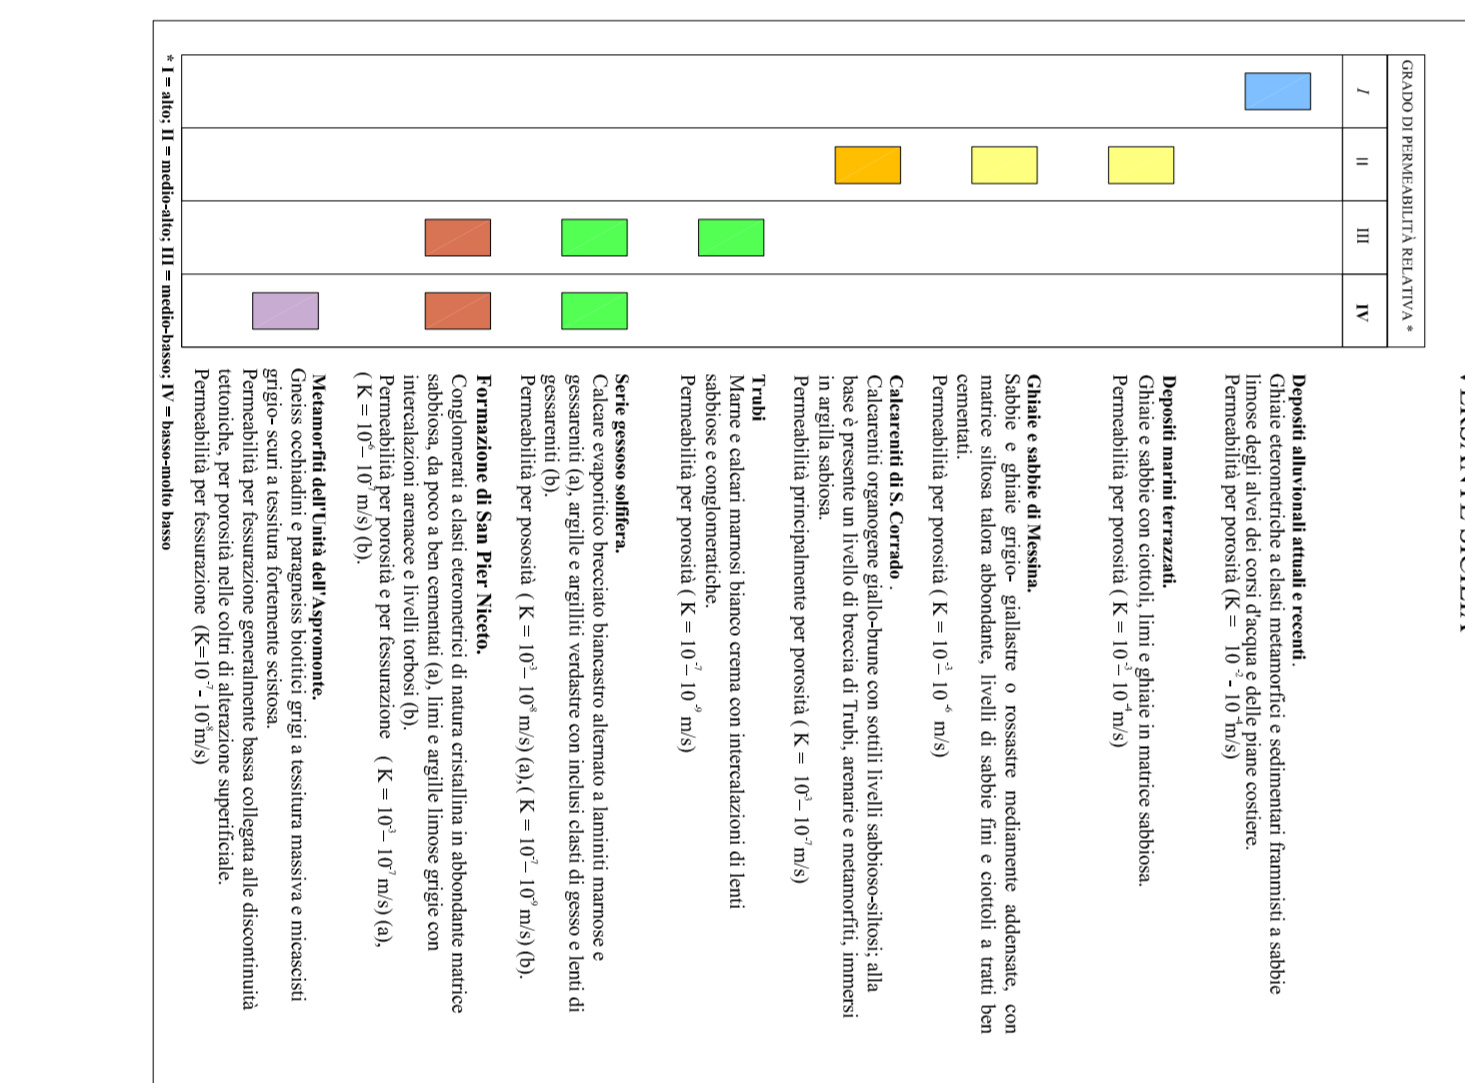 VERSANTE SICILIA
GRADO DI PERMEABILITÀ RELATIVA *
I II III IV
Depositi alluvionali attuali e recenti .
Ghiaie eterometriche a clasti metamorfici e sedimentari frammisti a sabbie
limose degli alvei dei corsi d'acqua e delle piane costiere.
Permeabilità per porosità (K = 10⁻² - 10⁻⁴ m/s)
Depositi marini terrazzati.
Ghiaie e sabbie con ciottoli, limi e ghiaie in matrice sabbiosa.
Permeabilità per porosità ( K = 10⁻³– 10⁻⁴ m/s)
Ghiaie e sabbie di Messina.
Sabbie e ghiaie grigio- giallastre o rossastre mediamente addensate, con
matrice siltosa talora abbondante, livelli di sabbie fini e ciottoli a tratti ben
cementati.
Permeabilità per porosità ( K = 10⁻³– 10⁻⁶ m/s)
Calcareniti di S. Corrado .
Calcareniti organogene giallo-brune con sottili livelli sabbioso-siltosi; alla
base è presente un livello di breccia di Trubi, arenarie e metamorfiti, immersi
in argilla sabiosa.
Permeabilità principalmente per porosità ( K = 10⁻³– 10⁻⁷ m/s)
Trubi
Marne e calcari marnosi bianco crema con intercalazioni di lenti
sabbiose e conglomeratiche.
Permeabilità per porosità ( K = 10⁻⁷ – 10⁻⁹ m/s)
Serie gessoso solfifera.
Calcare evaporitico brecciato biancastro alternato a laminiti marnose e
gessareniti (a), argille e argilliti verdastre con inclusi clasti di gesso e lenti di
gessareniti (b).
Permeabilità per pososità ( K = 10⁻³– 10⁻⁸ m/s) (a),( K = 10⁻⁷– 10⁻⁹ m/s) (b).
Formazione di San Pier Niceto.
Conglomerati a clasti eterometrici di natura cristallina in abbondante matrice
sabbiosa, da poco a ben cementati (a), limi e argille limose grigie con
intercalazioni arenacee e livelli torbosi (b).
Permeabilità per porosità e per fessurazione ( K = 10⁻³– 10⁻⁷ m/s) (a),
( K = 10⁻⁶– 10⁻⁷ m/s) (b).
Metamorfiti dell'Unità dell'Aspromonte.
Gneiss occhiadini e paragneiss biotitici grigi a tessitura massiva e micascisti
grigio- scuri a tessitura fortemente scistosa.
Permeabilità per fessurazione generalmente bassa collegata alle discontinuità
tettoniche, per porosità nelle coltri di alterazione superificiale.
Permeabilità per fessurazione (K=10⁻⁷ - 10⁻⁸m/s)
* I = alto; II = medio-alto; III = medio-basso; IV = basso-molto basso